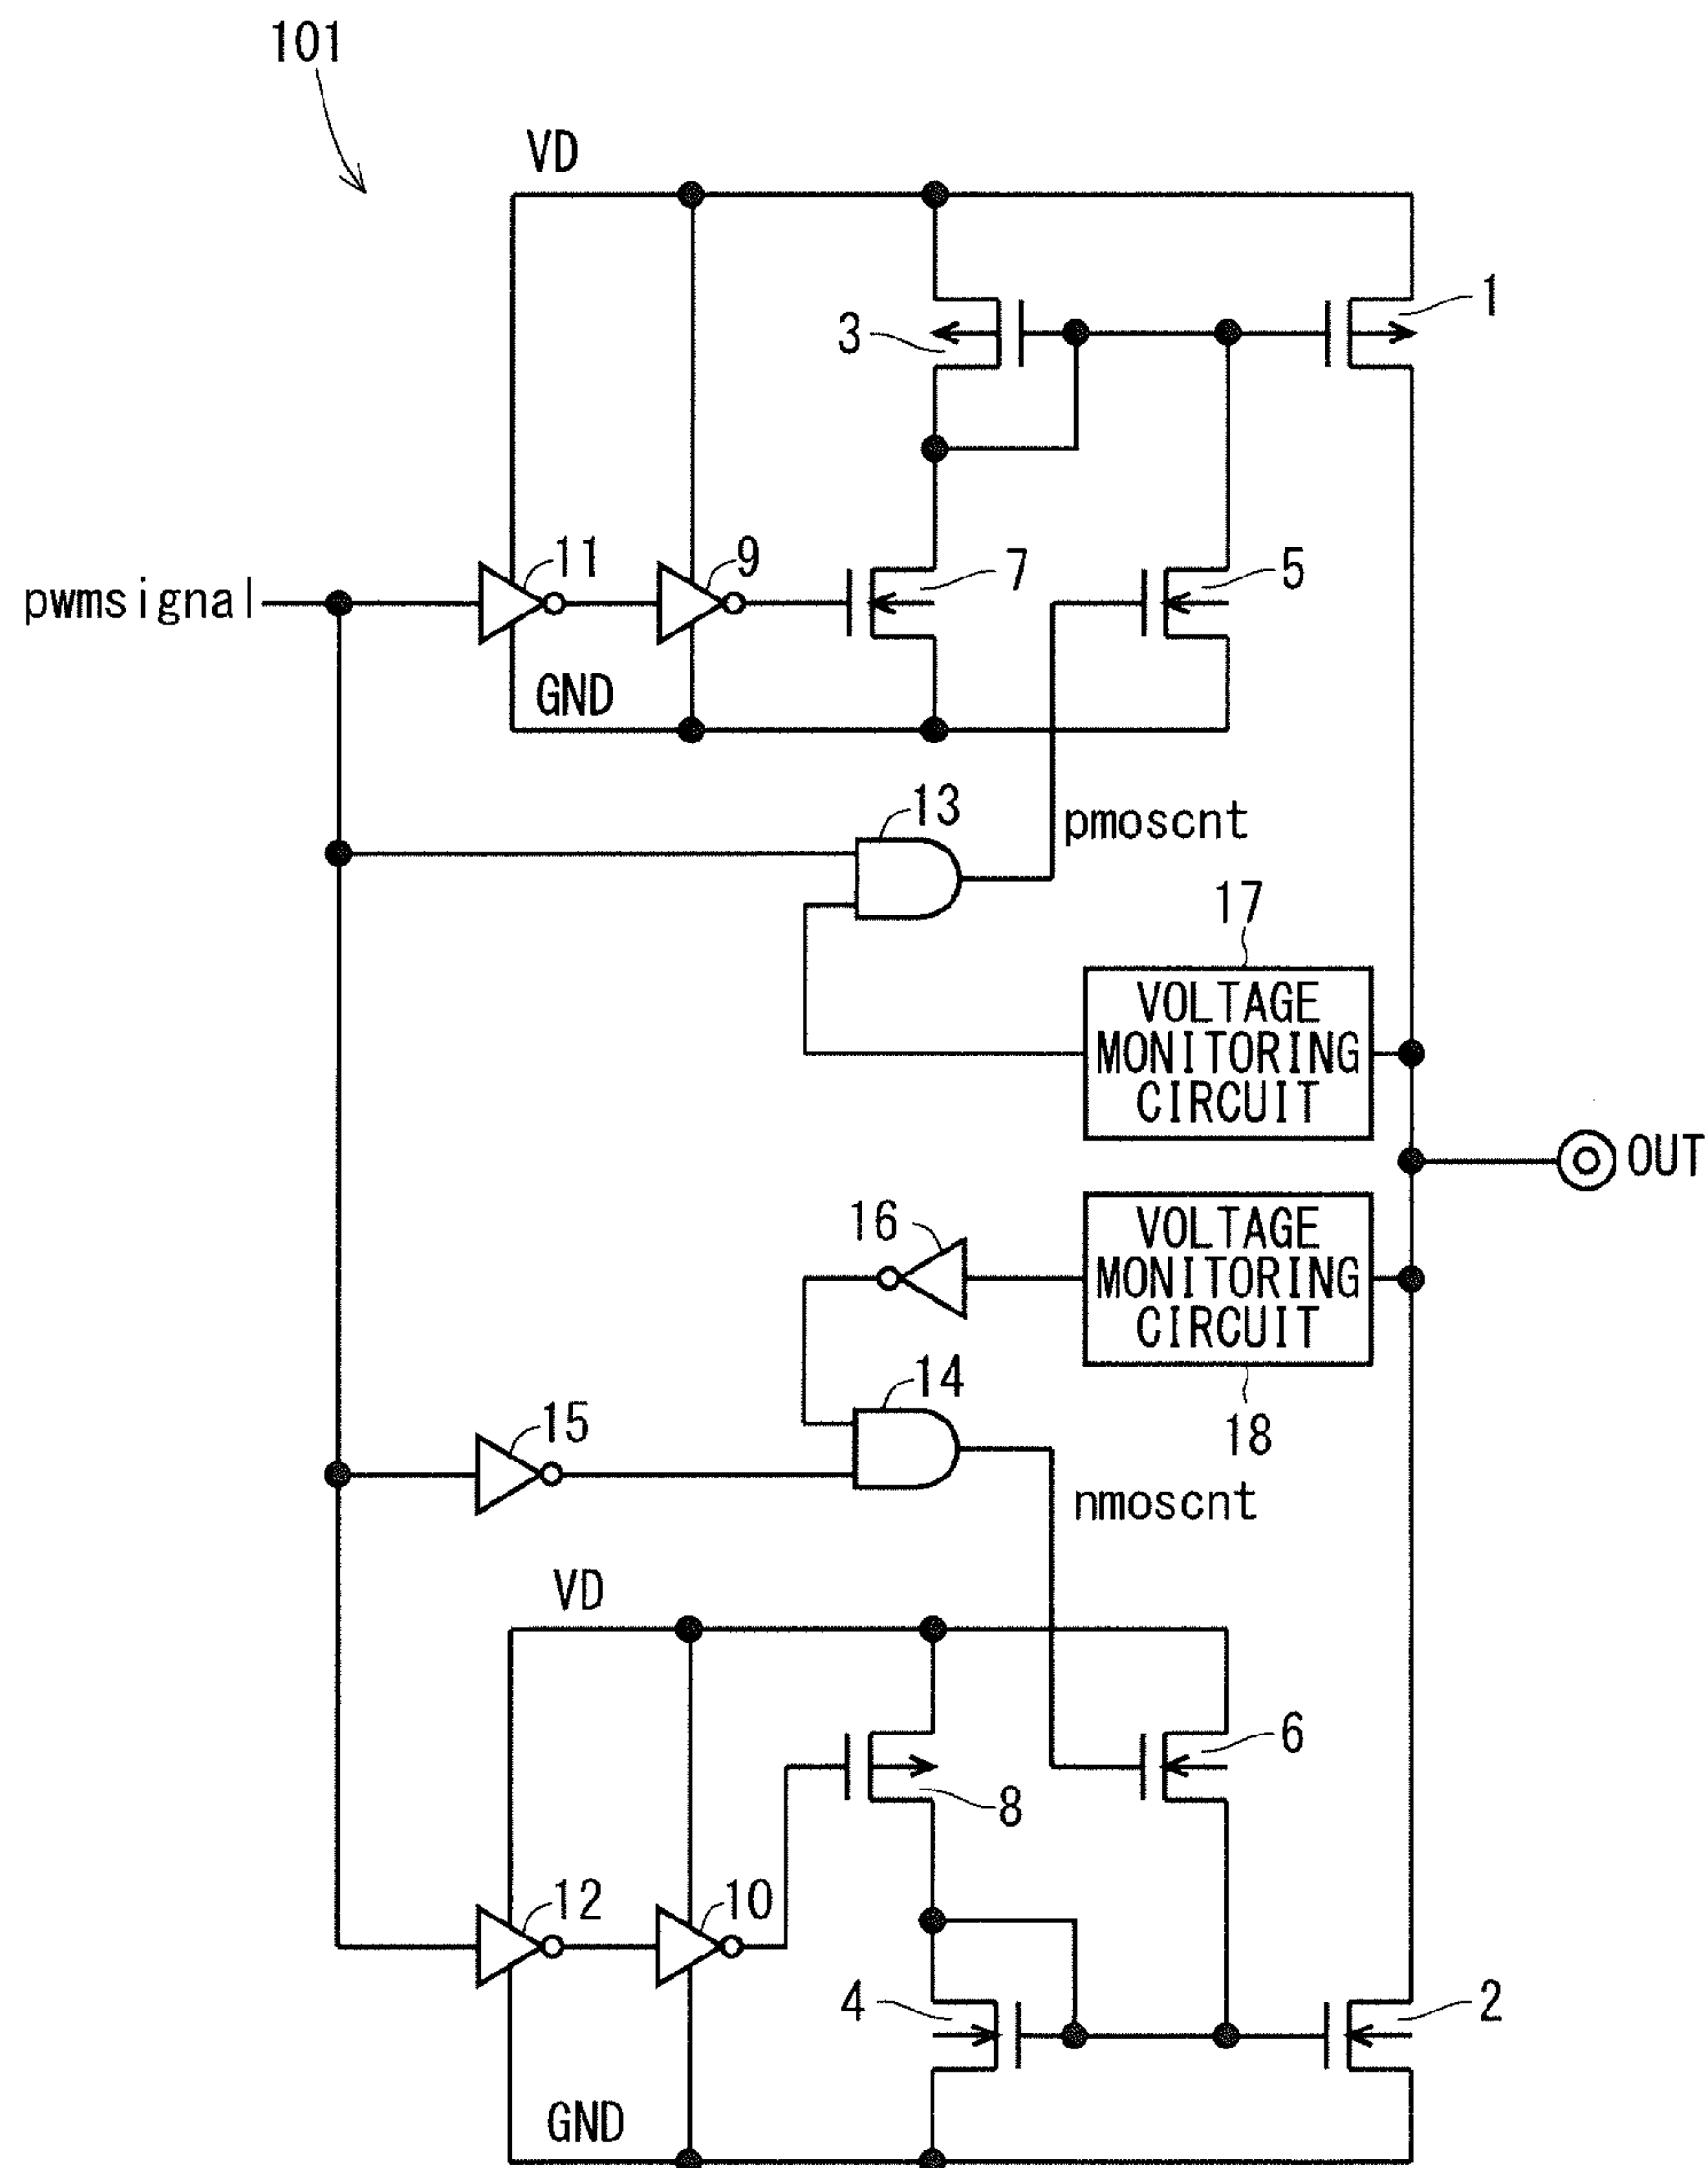 101
VD
1
3
11
9
7
5
pwmsignal
GND
13
pmoscnt
17
VOLTAGE
MONITORING
CIRCUIT
OUT
16
VOLTAGE
MONITORING
CIRCUIT
14
18
15
nmoscnt
VD
6
8
12
10
4
2
GND